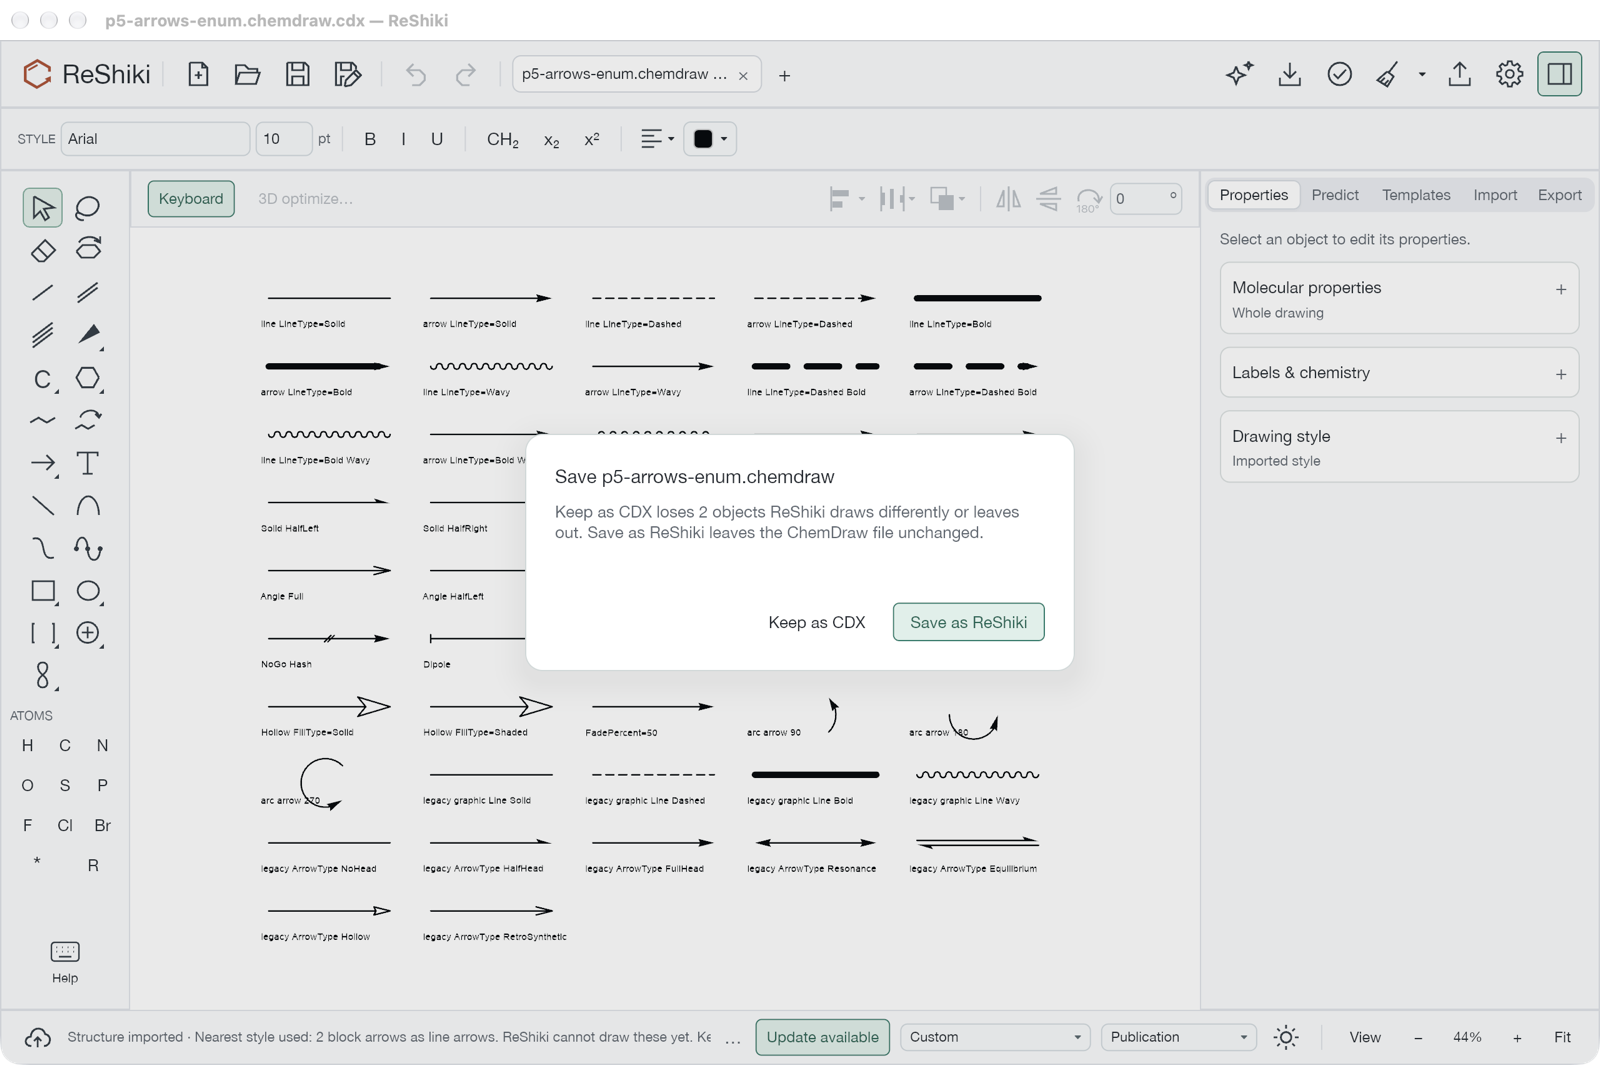 p5-arrows-enum.chemdraw.cdx — ReShiki
ReShiki
p5-arrows-enum.chemdraw ... × +
STYLE Arial 10 pt B I U CH₂ x₂ x²
Keyboard 3D optimize...
180° 0 °
Properties Predict Templates Import Export
Select an object to edit its properties.
Molecular properties +
Whole drawing
Labels & chemistry +
Drawing style +
Imported style
C
T
ATOMS
H C N
O S P
F Cl Br
* R
Help
line LineType=Solid arrow LineType=Solid line LineType=Dashed arrow LineType=Dashed line LineType=Bold
arrow LineType=Bold line LineType=Wavy arrow LineType=Wavy line LineType=Dashed Bold arrow LineType=Dashed Bold
line LineType=Bold Wavy arrow LineType=Bold W
Solid HalfLeft Solid HalfRight
Angle Full Angle HalfLeft
NoGo Hash Dipole
Hollow FillType=Solid Hollow FillType=Shaded FadePercent=50 arc arrow 90 arc arrow 180
arc arrow 270 legacy graphic Line Solid legacy graphic Line Dashed legacy graphic Line Bold legacy graphic Line Wavy
legacy ArrowType NoHead legacy ArrowType HalfHead legacy ArrowType FullHead legacy ArrowType Resonance legacy ArrowType Equilibrium
legacy ArrowType Hollow legacy ArrowType RetroSynthetic
Save p5-arrows-enum.chemdraw
Keep as CDX loses 2 objects ReShiki draws differently or leaves
out. Save as ReShiki leaves the ChemDraw file unchanged.
Keep as CDX Save as ReShiki
Structure imported · Nearest style used: 2 block arrows as line arrows. ReShiki cannot draw these yet. Ke ... Update available Custom Publication View − 44% + Fit